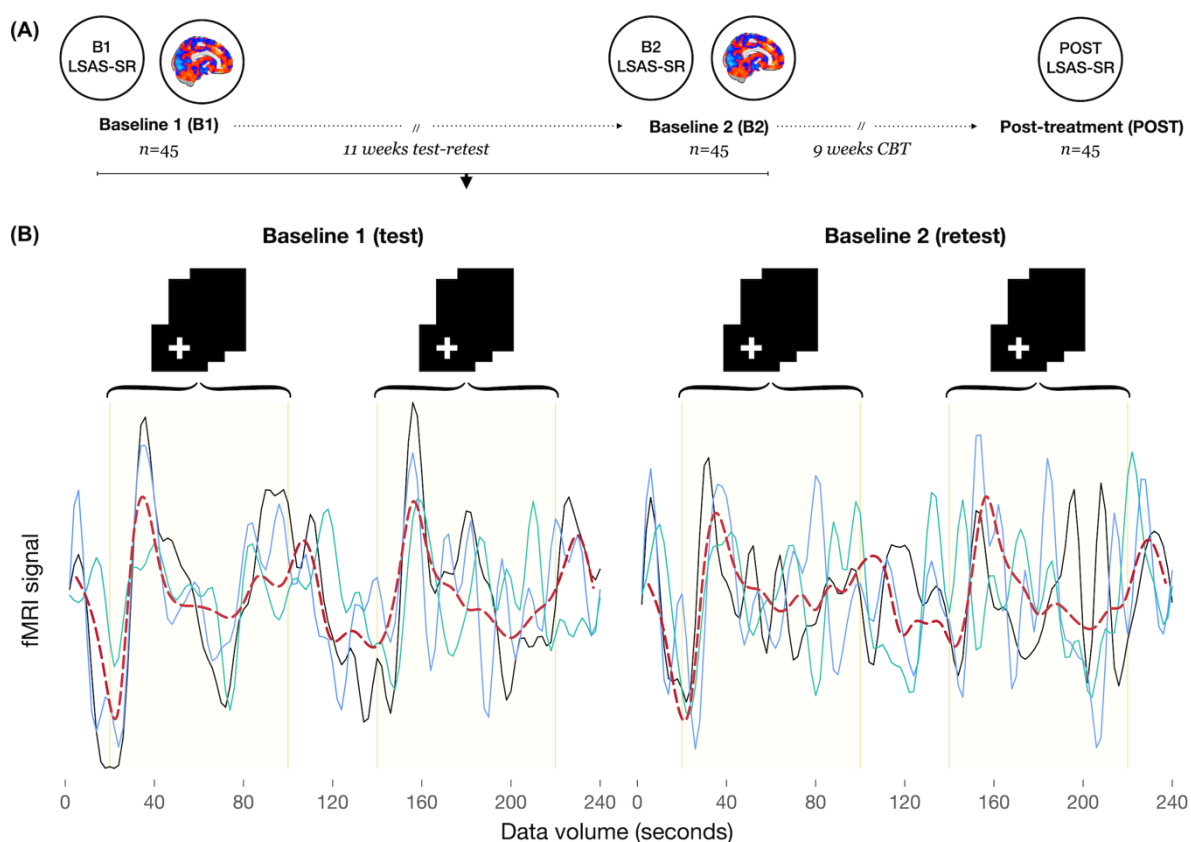 (A)
B1
LSAS-SR
B2
LSAS-SR
POST
LSAS-SR
Baseline 1 (B1)
Baseline 2 (B2)
Post-treatment (POST)
n=45
11 weeks test-retest
n=45
9 weeks CBT
n=45
(B)
Baseline 1 (test)
Baseline 2 (retest)
fMRI signal
0 40 80 120 160 200 240 0 40 80 120 160 200 240
Data volume (seconds)